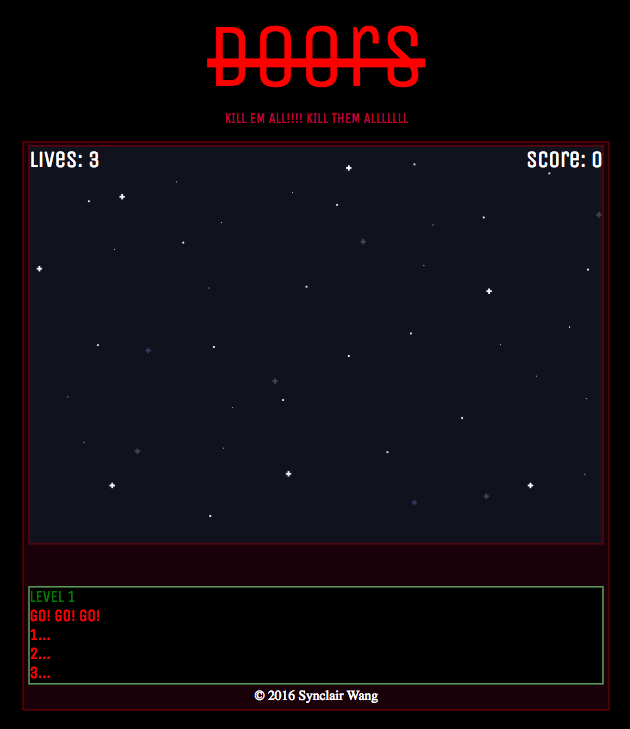 Doors
KILL EM ALL!!!! KILL THEM ALLLLLLL
Lives: 3
Score: 0
LEVEL 1
GO! GO! GO!
1...
2...
3...
© 2016 Synclair Wang